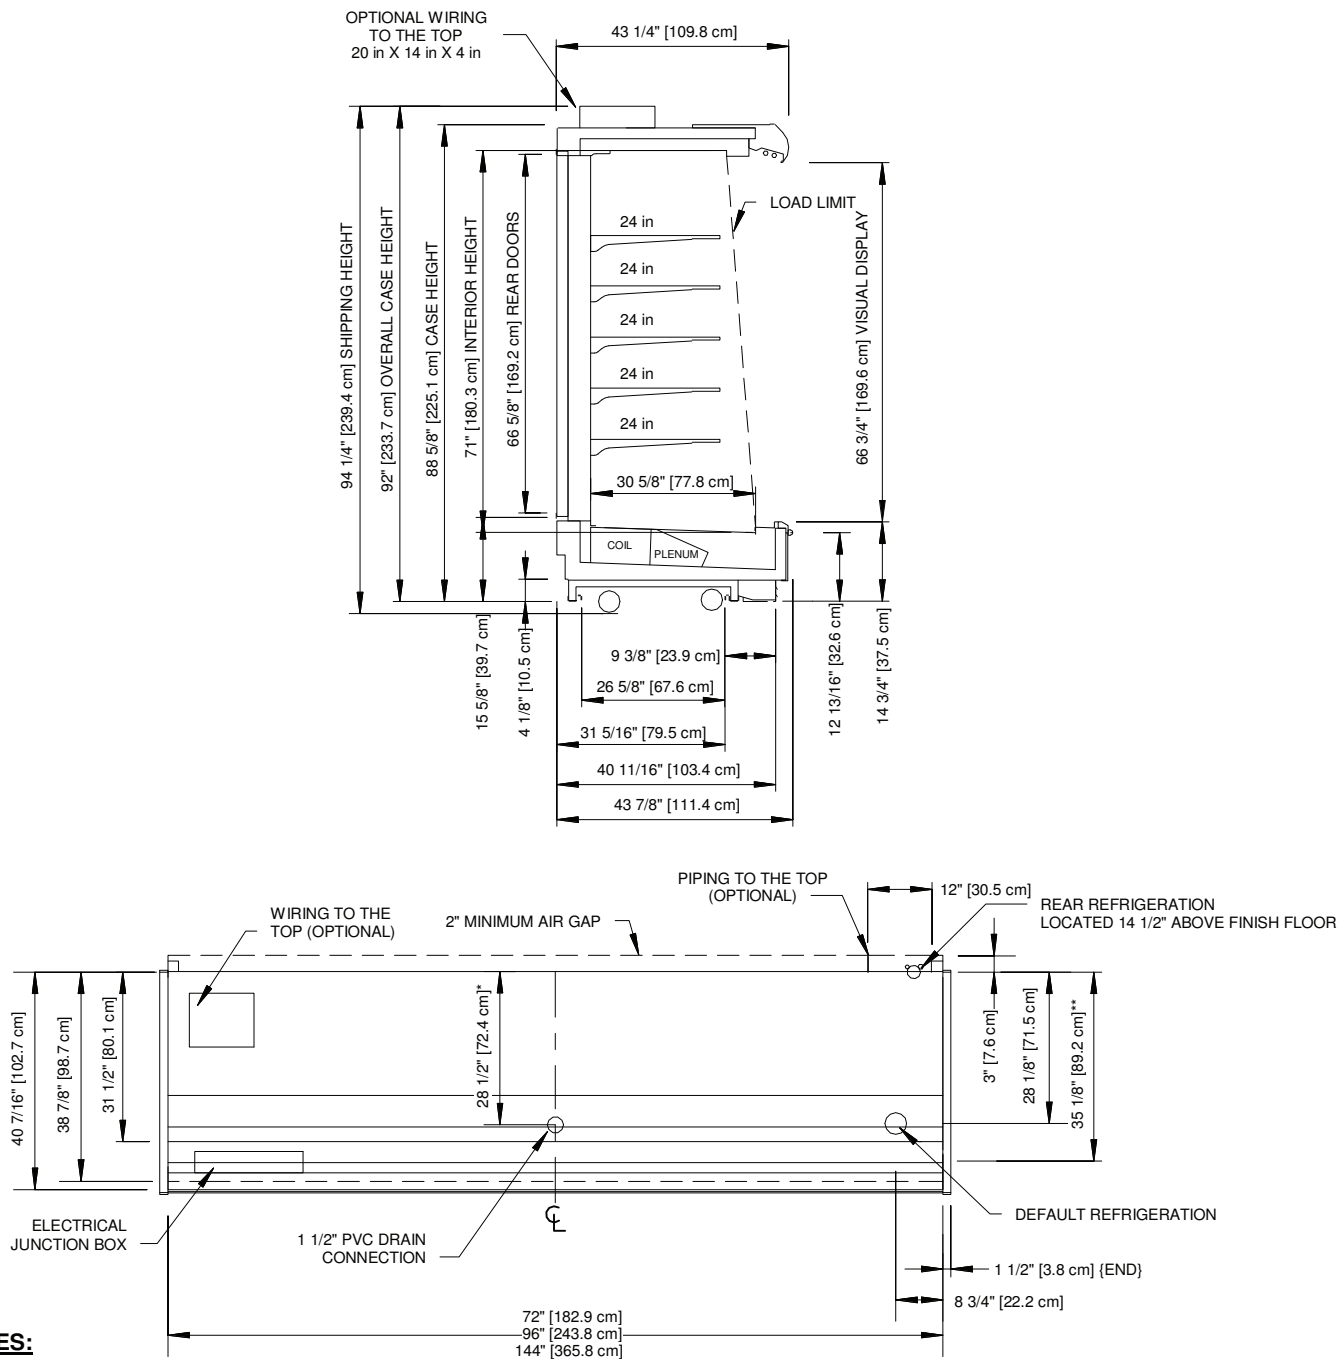 OPTIONAL WIRING
TO THE TOP
20 in X 14 in X 4 in
43 1/4" [109.8 cm]
94 1/4" [239.4 cm] SHIPPING HEIGHT
92" [233.7 cm] OVERALL CASE HEIGHT
88 5/8" [225.1 cm] CASE HEIGHT
71" [180.3 cm] INTERIOR HEIGHT
66 5/8" [169.2 cm] REAR DOORS
LOAD LIMIT
66 3/4" [169.6 cm] VISUAL DISPLAY
24 in
24 in
24 in
24 in
24 in
30 5/8" [77.8 cm]
COIL
PLENUM
15 5/8" [39.7 cm]
4 1/8" [10.5 cm]
12 13/16" [32.6 cm]
14 3/4" [37.5 cm]
9 3/8" [23.9 cm]
26 5/8" [67.6 cm]
31 5/16" [79.5 cm]
40 11/16" [103.4 cm]
43 7/8" [111.4 cm]
PIPING TO THE TOP
(OPTIONAL)
12" [30.5 cm]
REAR REFRIGERATION
LOCATED 14 1/2" ABOVE FINISH FLOOR
WIRING TO THE
TOP (OPTIONAL)
2" MINIMUM AIR GAP
40 7/16" [102.7 cm]
38 7/8" [98.7 cm]
31 1/2" [80.1 cm]
28 1/2" [72.4 cm]*
3" [7.6 cm]
28 1/8" [71.5 cm]
35 1/8" [89.2 cm]**
ELECTRICAL
JUNCTION BOX
1 1/2" PVC DRAIN
CONNECTION
CL
DEFAULT REFRIGERATION
1 1/2" [3.8 cm] {END}
8 3/4" [22.2 cm]
72" [182.9 cm]
96" [243.8 cm]
144" [365.8 cm]
ES: